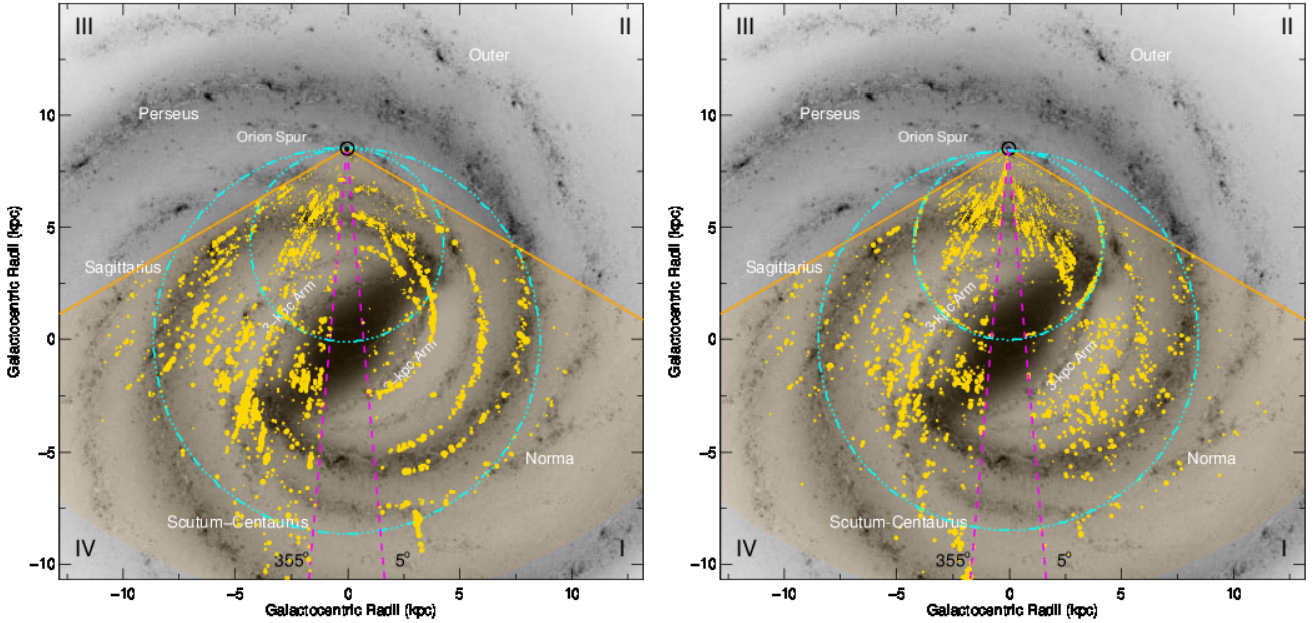 III
II
Outer
Perseus
Orion Spur
Sagittarius
3-kpc Arm
3-kpc Arm
Norma
Scutum-Centaurus
IV
355°
5°
I
10
5
0
−5
−10
−10
−5
0
5
10
Galactocentric Radii (kpc)
Galactocentric Radii (kpc)
III
II
Outer
Perseus
Orion Spur
Sagittarius
3-kpc Arm
3-kpc Arm
Norma
Scutum-Centaurus
IV
355°
5°
I
10
5
0
−5
−10
−10
−5
0
5
10
Galactocentric Radii (kpc)
Galactocentric Radii (kpc)